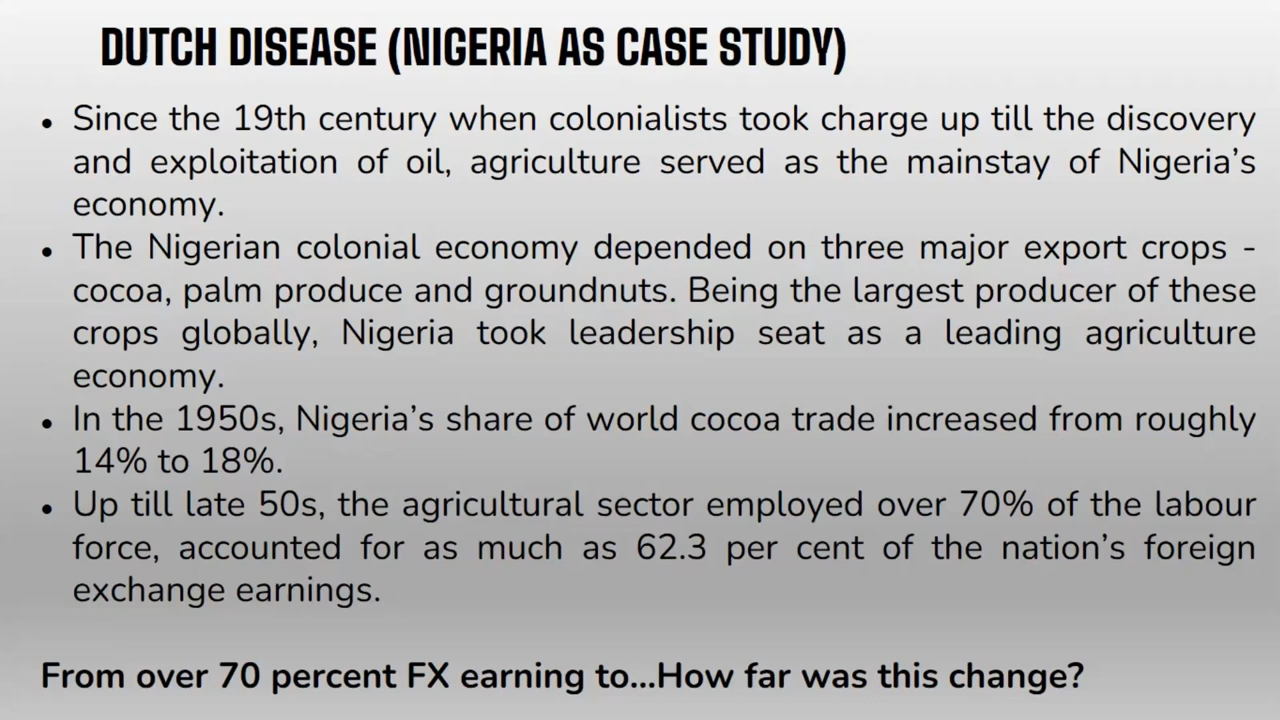 DUTCH DISEASE (NIGERIA AS CASE STUDY)
• Since the 19th century when colonialists took charge up till the discovery
and exploitation of oil, agriculture served as the mainstay of Nigeria’s
economy.
• The Nigerian colonial economy depended on three major export crops -
cocoa, palm produce and groundnuts. Being the largest producer of these
crops globally, Nigeria took leadership seat as a leading agriculture
economy.
• In the 1950s, Nigeria’s share of world cocoa trade increased from roughly
14% to 18%.
• Up till late 50s, the agricultural sector employed over 70% of the labour
force, accounted for as much as 62.3 per cent of the nation’s foreign
exchange earnings.
From over 70 percent FX earning to...How far was this change?